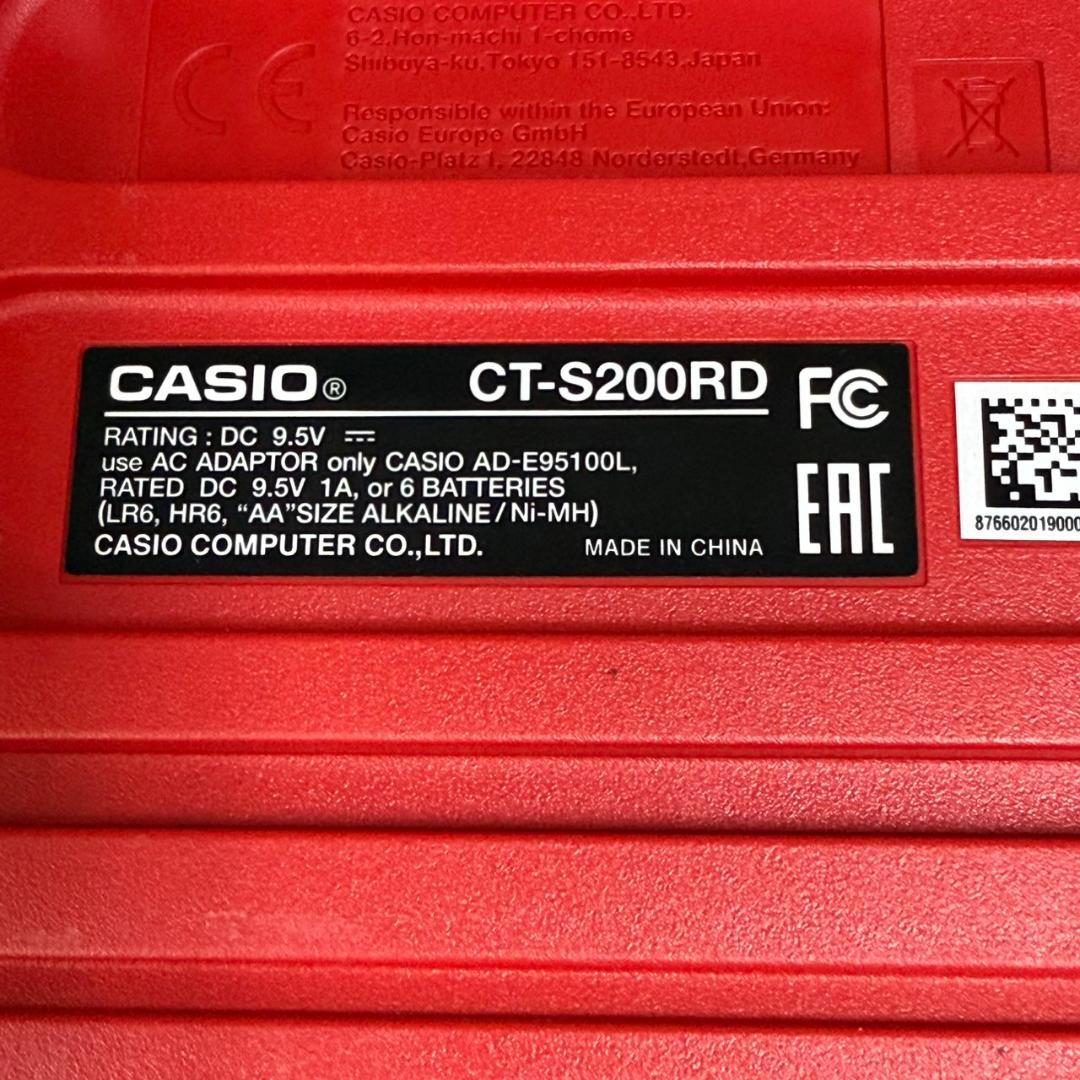 CASIO COMPUTER CO.,LTD.
6-2,Hon-machi 1-chome
Shibuya-ku,Tokyo 151-8543,Japan
CE
Responsible within the European Union:
Casio Europe GmbH
Casio-Platz 1, 22848 Norderstedt,Germany
CASIO® CT-S200RD
FC
RATING : DC 9.5V ⎓
use AC ADAPTOR only CASIO AD-E95100L,
RATED DC 9.5V 1A, or 6 BATTERIES
(LR6, HR6, “AA”SIZE ALKALINE/Ni-MH)
EAC
CASIO COMPUTER CO.,LTD. MADE IN CHINA